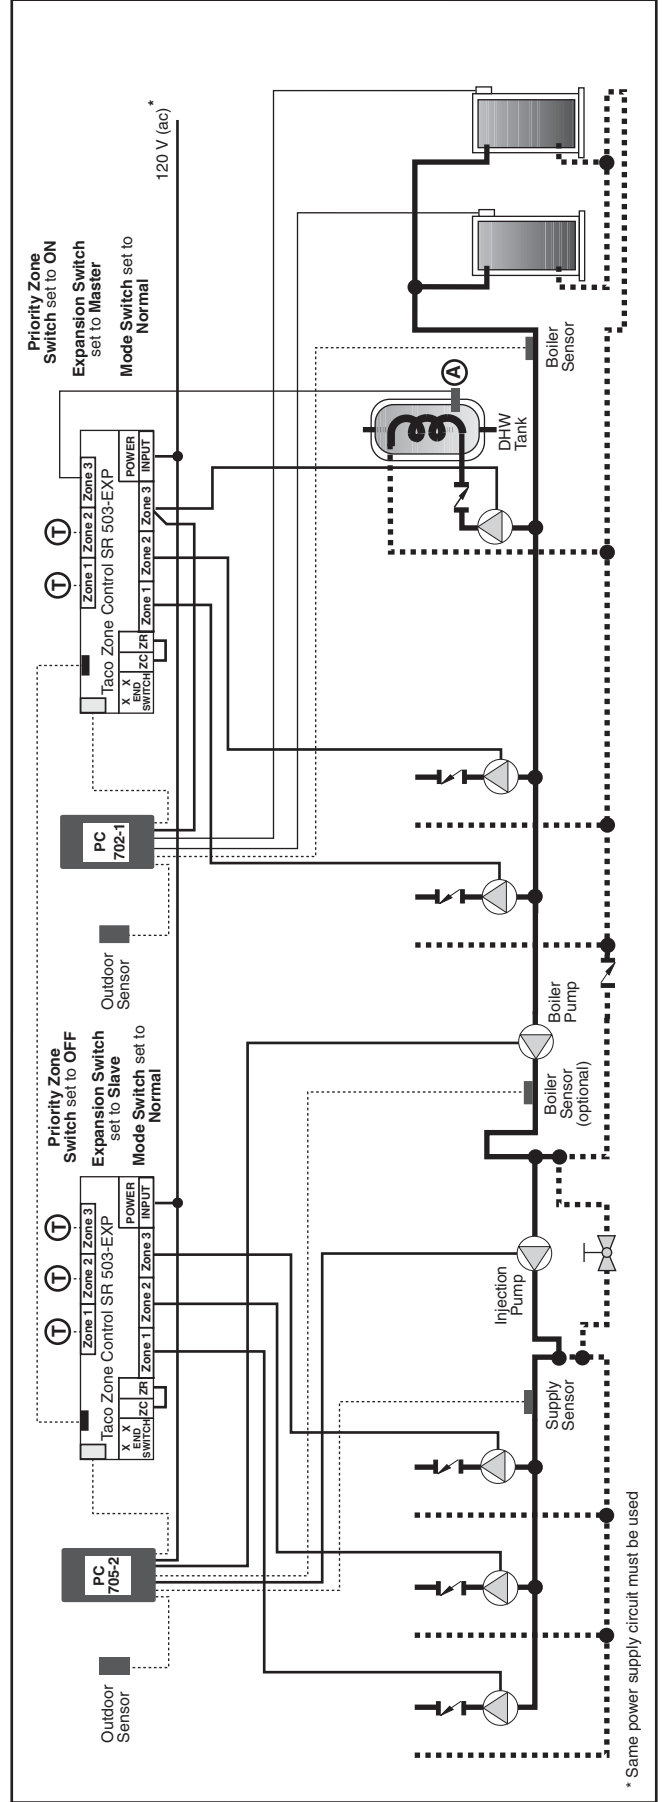 Outdoor
Sensor
PC
705-2
X X
END
SWITCH
ZC ZR
Zone 1 Zone 2 Zone 3
POWER
INPUT
Taco Zone Control SR 503-EXP
Zone 1 Zone 2 Zone 3
T
T
T
Priority Zone
Switch set to OFF
Expansion Switch
set to Slave
Mode Switch set to
Normal
Outdoor
Sensor
PC
702-1
X X
END
SWITCH
ZC ZR
Zone 1 Zone 2 Zone 3
POWER
INPUT
Taco Zone Control SR 503-EXP
Zone 1 Zone 2 Zone 3
T
T
Priority Zone
Switch set to ON
Expansion Switch
set to Master
Mode Switch set to
Normal
120 V (ac) *
Supply
Sensor
Injection
Pump
Boiler
Sensor
(optional)
Boiler
Pump
DHW
Tank
A
Boiler
Sensor
* Same power supply circuit must be used